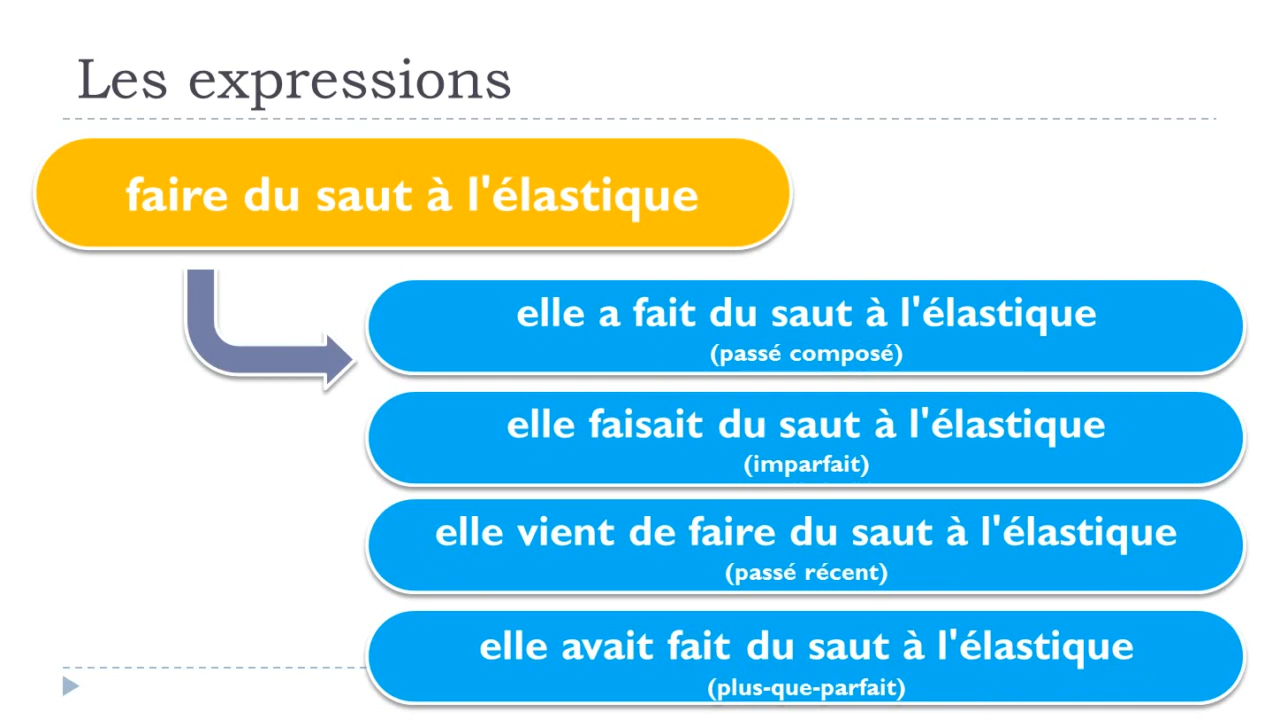 Les expressions
faire du saut à l'élastique
elle a fait du saut à l'élastique
(passé composé)
elle faisait du saut à l'élastique
(imparfait)
elle vient de faire du saut à l'élastique
(passé récent)
elle avait fait du saut à l'élastique
(plus-que-parfait)